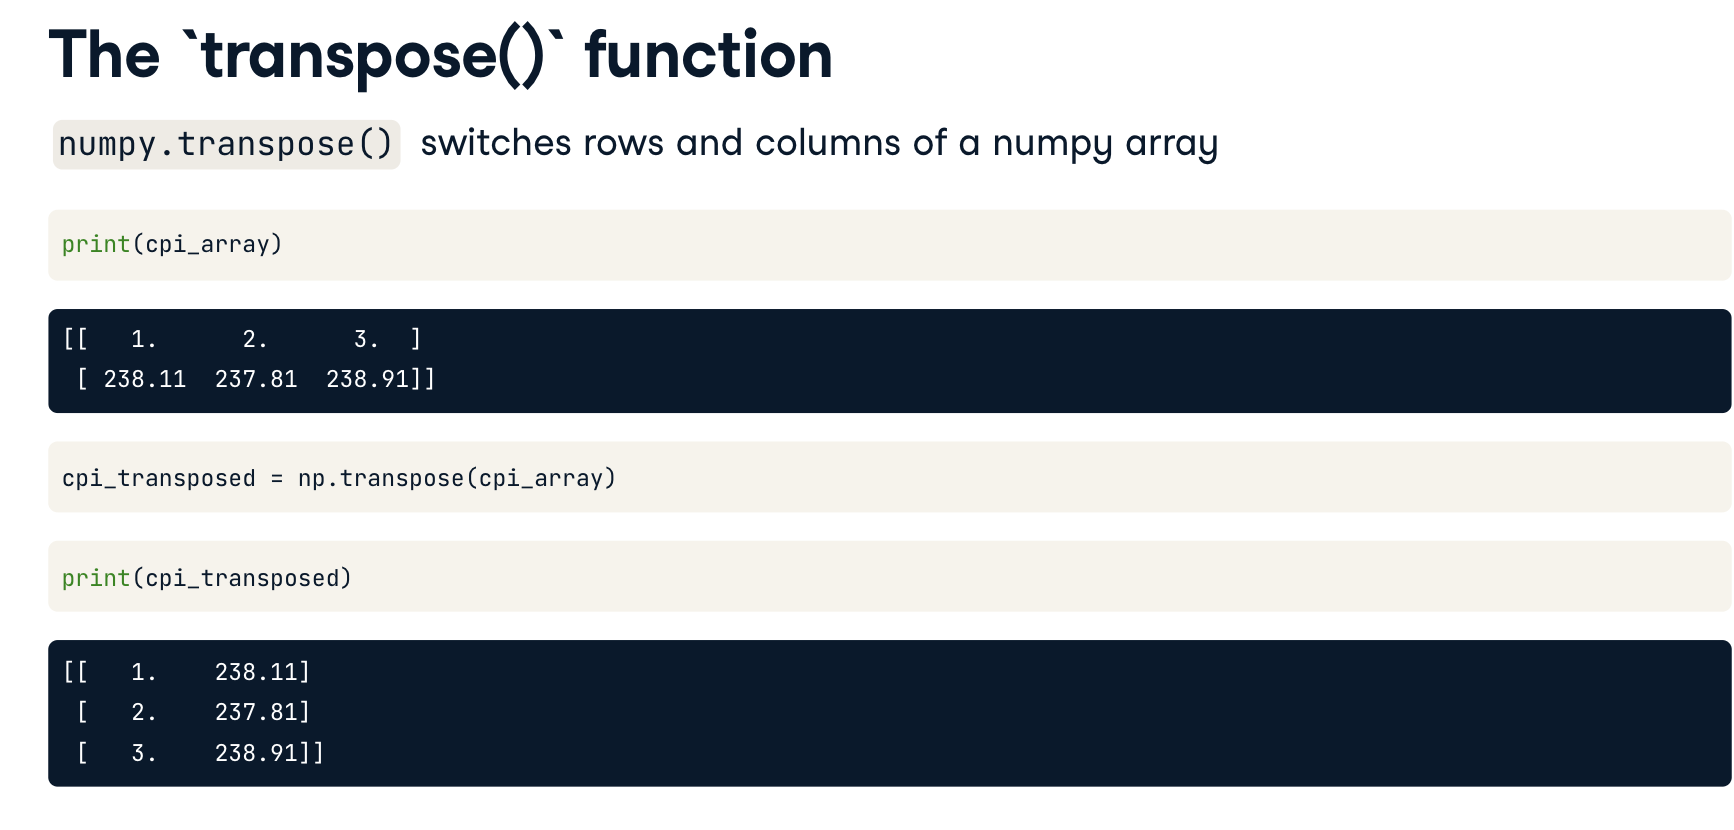 The `transpose()` function
numpy.transpose() switches rows and columns of a numpy array
print(cpi_array)
[[   1.      2.      3.  ]
 [ 238.11  237.81  238.91]]
cpi_transposed = np.transpose(cpi_array)
print(cpi_transposed)
[[   1.    238.11]
 [   2.    237.81]
 [   3.    238.91]]